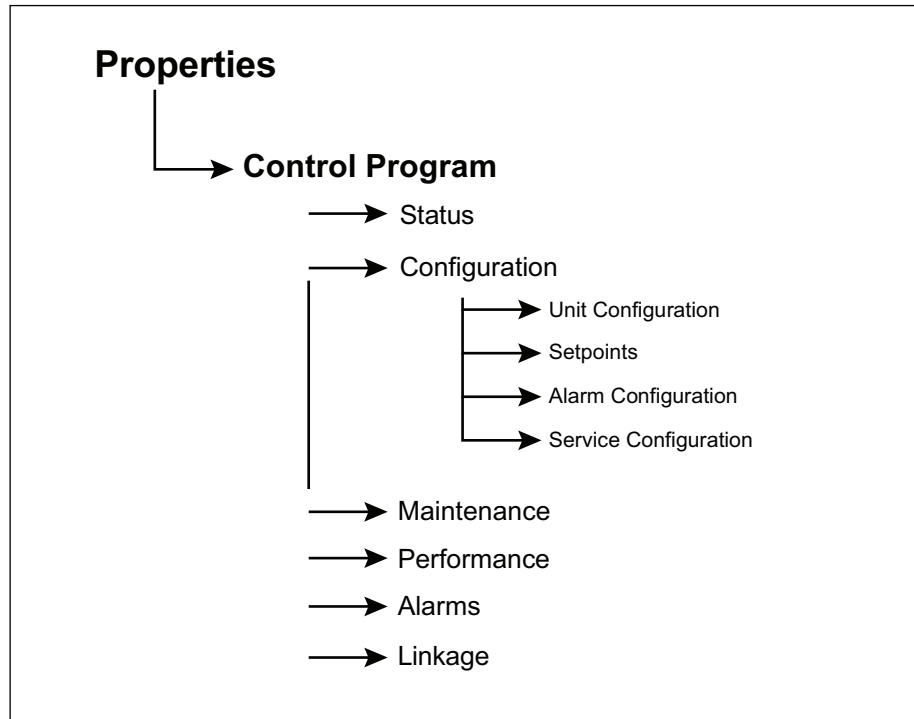 Properties
Control Program
Status
Configuration
Unit Configuration
Setpoints
Alarm Configuration
Service Configuration
Maintenance
Performance
Alarms
Linkage